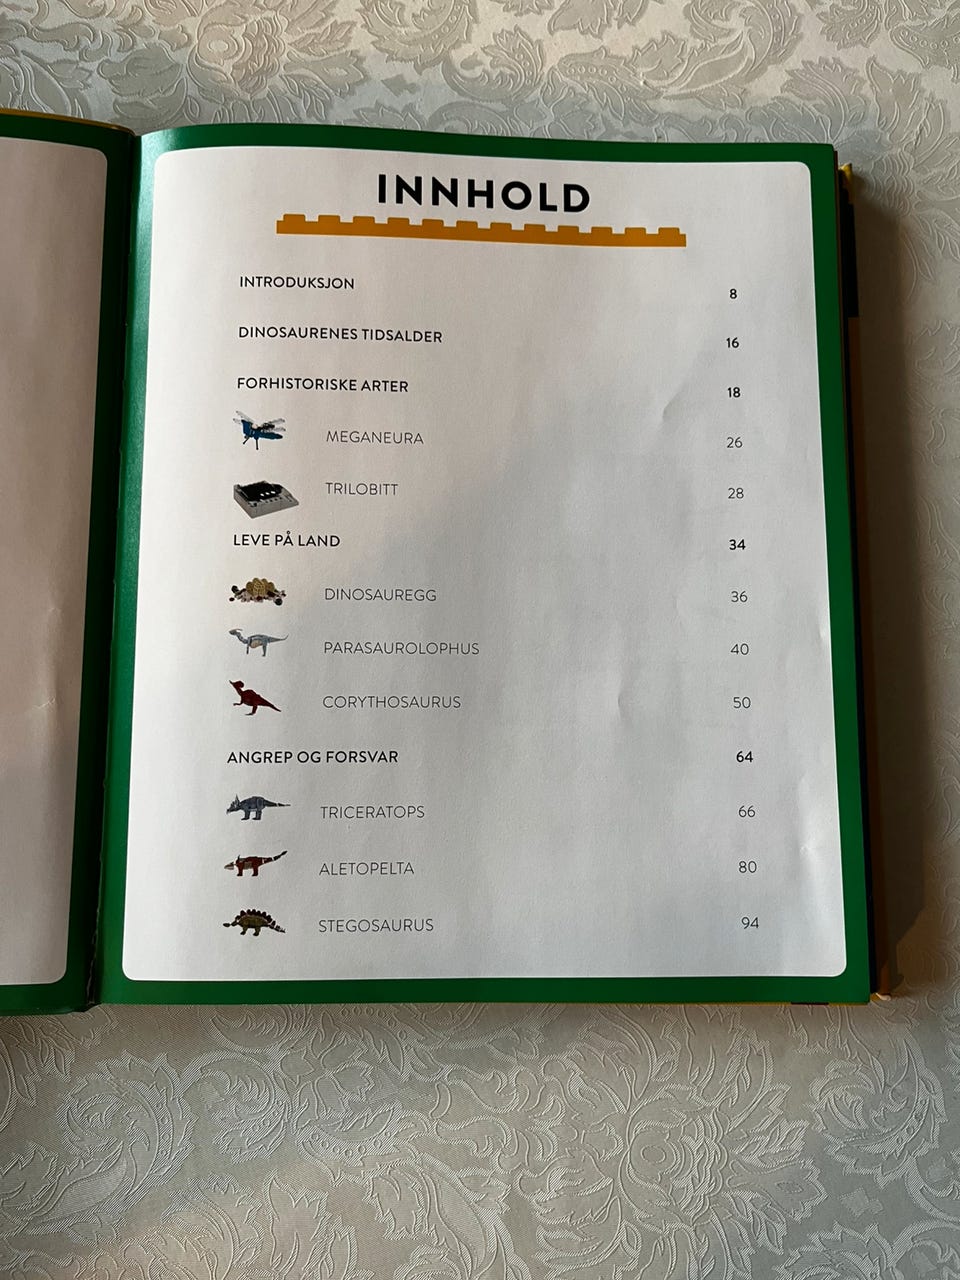 INNHOLD
INTRODUKSJON 8
DINOSAURENES TIDSALDER 16
FORHISTORISKE ARTER 18
MEGANEURA 26
TRILOBITT 28
LEVE PÅ LAND 34
DINOSAUREGG 36
PARASAUROLOPHUS 40
CORYTHOSAURUS 50
ANGREP OG FORSVAR 64
TRICERATOPS 66
ALETOPELTA 80
STEGOSAURUS 94